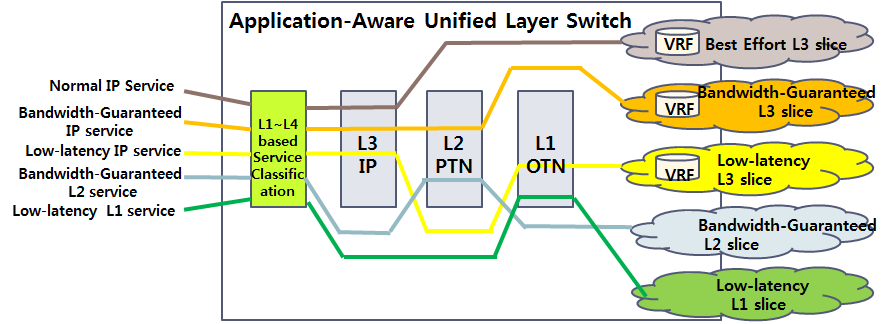 Application-Aware Unified Layer Switch
Normal IP Service
Bandwidth-Guaranteed
IP service
Low-latency IP service
Bandwidth-Guaranteed
L2 service
Low-latency L1 service
L1~L4
based
Service
Classific
ation
L3
IP
L2
PTN
L1
OTN
VRF
Best Effort L3 slice
VRF
Bandwidth-Guaranteed
L3 slice
VRF
Low-latency
L3 slice
Bandwidth-Guaranteed
L2 slice
Low-latency
L1 slice